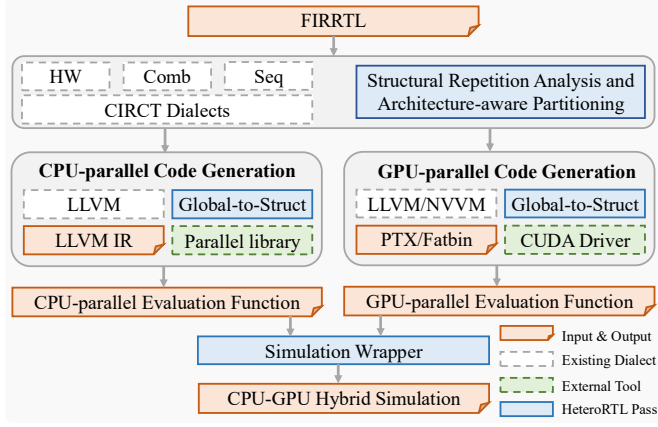 FIRRTL
HW
Comb
Seq
CIRCT Dialects
Structural Repetition Analysis and
Architecture-aware Partitioning
CPU-parallel Code Generation
LLVM
Global-to-Struct
LLVM IR
Parallel library
GPU-parallel Code Generation
LLVM/NVVM
Global-to-Struct
PTX/Fatbin
CUDA Driver
CPU-parallel Evaluation Function
GPU-parallel Evaluation Function
Simulation Wrapper
CPU-GPU Hybrid Simulation
Input & Output
Existing Dialect
External Tool
HeteroRTL Pass